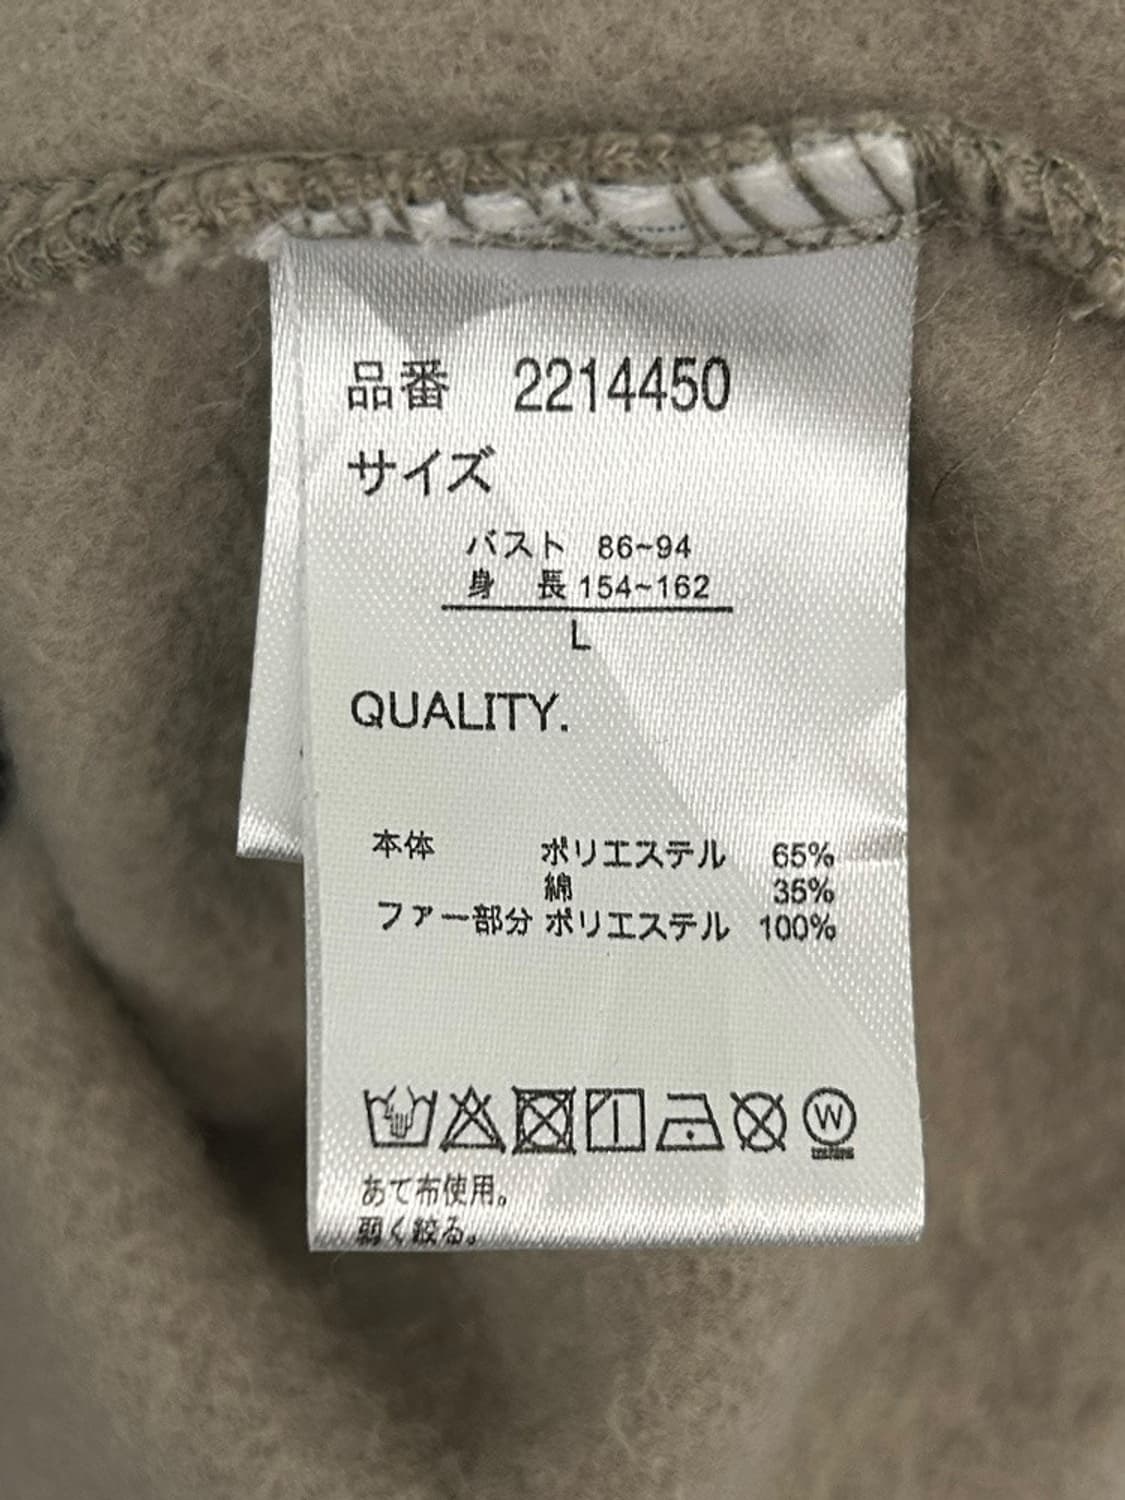 品番 2214450
サイズ
バスト 86~94
身 長 154~162
L
QUALITY.
本体 ポリエステル 65%
綿 35%
ファー部分 ポリエステル 100%
W
あて布使用。
弱く絞る。